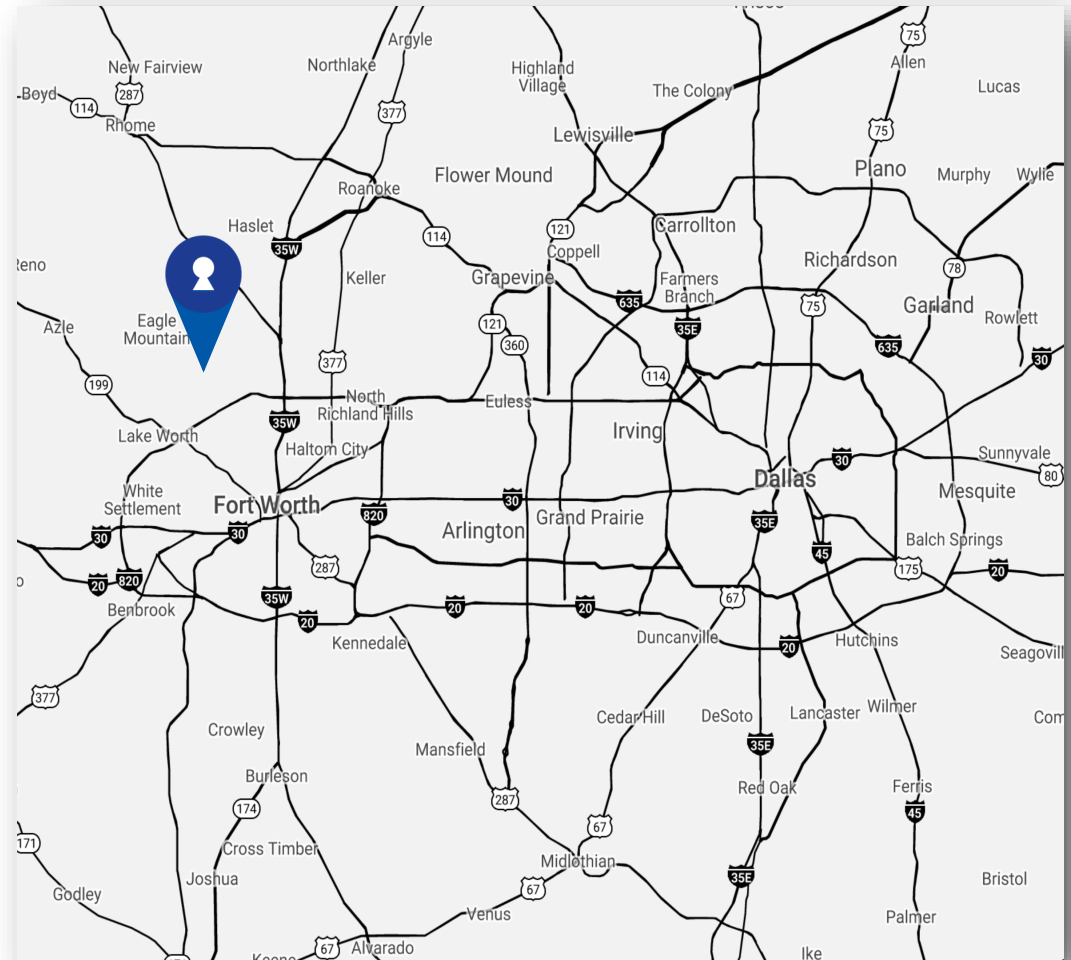 75
Argyle
Allen
New Fairview
Northlake
Highland
Village
The Colony
Lucas
Boyd
287
114
377
Rhome
75
Lewisville
Plano
Flower Mound
Murphy
Wylie
Roanoke
Haslet
35W
114
121
Carrollton
Coppell
Richardson
78
Keller
Grapevine
Farmers
Branch
635
75
Garland
Rowlett
Azle
Eagle
Mountain
121
360
35E
635
30
377
114
199
North
Richland Hills
Euless
35W
Lake Worth
Haltom City
Irving
30
Sunnyvale
80
Dallas
White
Settlement
Fort Worth
30
Mesquite
820
Arlington
Grand Prairie
35E
30
30
45
Balch Springs
287
175
20
20
820
Benbrook
35W
67
20
20
20
Kennedale
Duncanville
20
Hutchins
377
Cedar Hill
DeSoto
Lancaster
Wilmer
Crowley
Mansfield
35E
Burleson
Red Oak
Ferris
174
287
45
67
171
Cross Timber
Midlothian
Joshua
35E
Godley
67
Bristol
Venus
Palmer
67
Alvarado
Ike